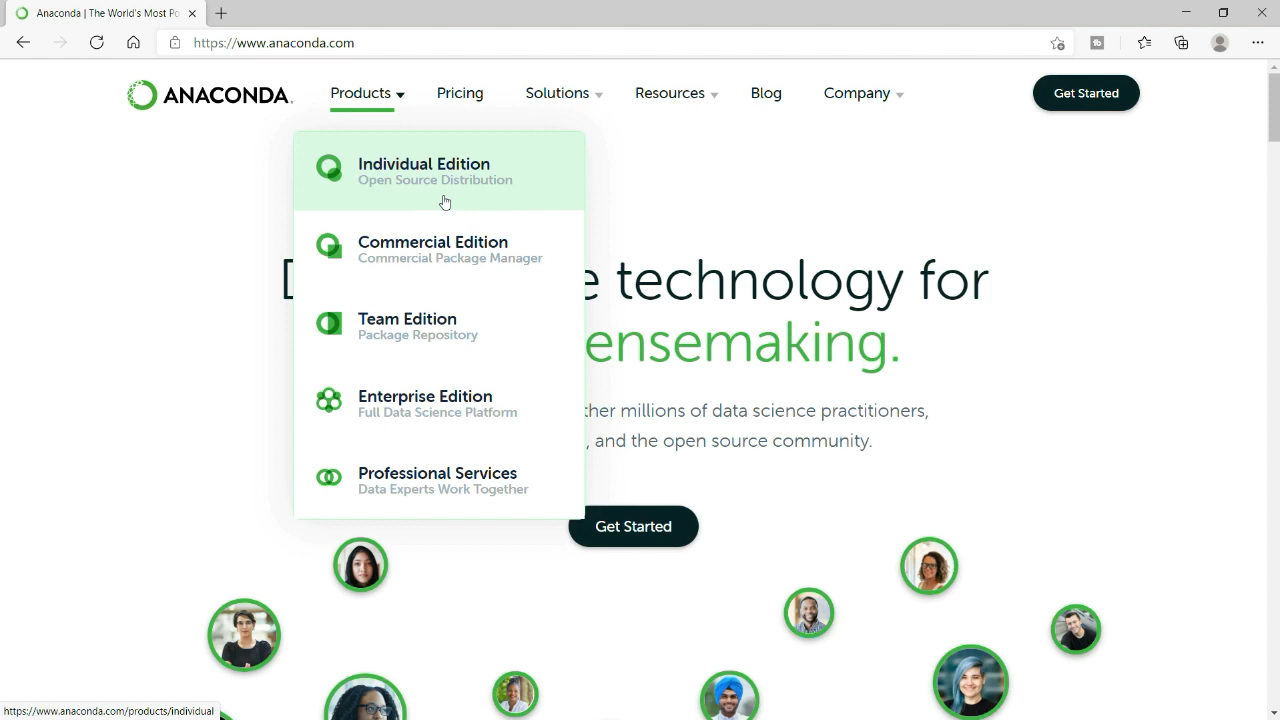 Anaconda | The World's Most Po
https://www.anaconda.com
ANACONDA.
Products
Pricing
Solutions
Resources
Blog
Company
Get Started
Individual Edition
Open Source Distribution
Commercial Edition
Commercial Package Manager
Team Edition
Package Repository
Enterprise Edition
Full Data Science Platform
Professional Services
Data Experts Work Together
e technology for
ensemaking.
ther millions of data science practitioners,
, and the open source community.
Get Started
https://www.anaconda.com/products/individual